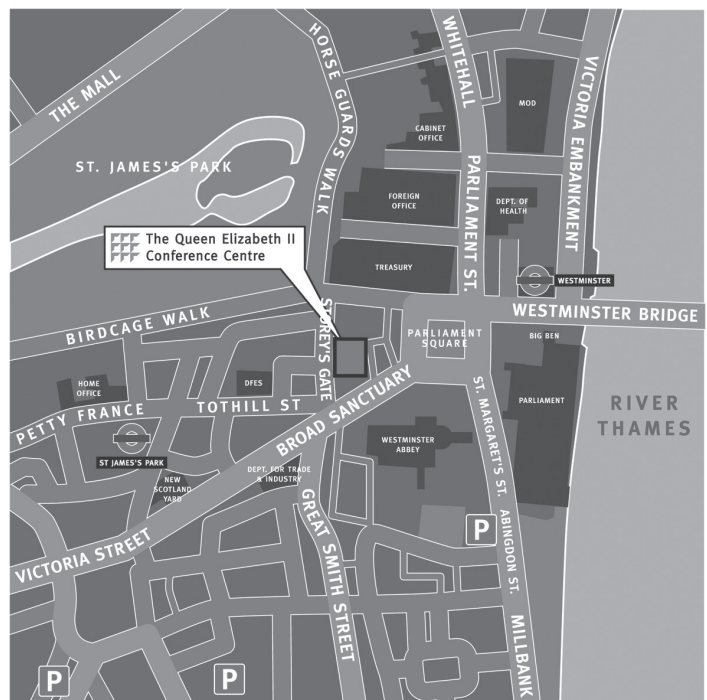 THE MALL
HORSE GUARDS WALK
WHITEHALL
MOD
VICTORIA EMBANKMENT
CABINET
OFFICE
ST. JAMES'S PARK
PARLIAMENT ST.
FOREIGN
OFFICE
DEPT. OF
HEALTH
The Queen Elizabeth II
Conference Centre
TREASURY
WESTMINSTER
STOREY'S GATE
BIRDCAGE WALK
WESTMINSTER BRIDGE
PARLIAMENT
SQUARE
BIG BEN
HOME
OFFICE
DFES
PARLIAMENT
RIVER
THAMES
PETTY FRANCE
TOTHILL ST
BROAD SANCTUARY
ST. MARGARET'S ST.
WESTMINSTER
ABBEY
ST JAMES'S PARK
NEW
SCOTLAND
YARD
DEPT. FOR TRADE
& INDUSTRY
VICTORIA STREET
GREAT SMITH STREET
P
ABINGDON ST.
MILLBANK
P
P